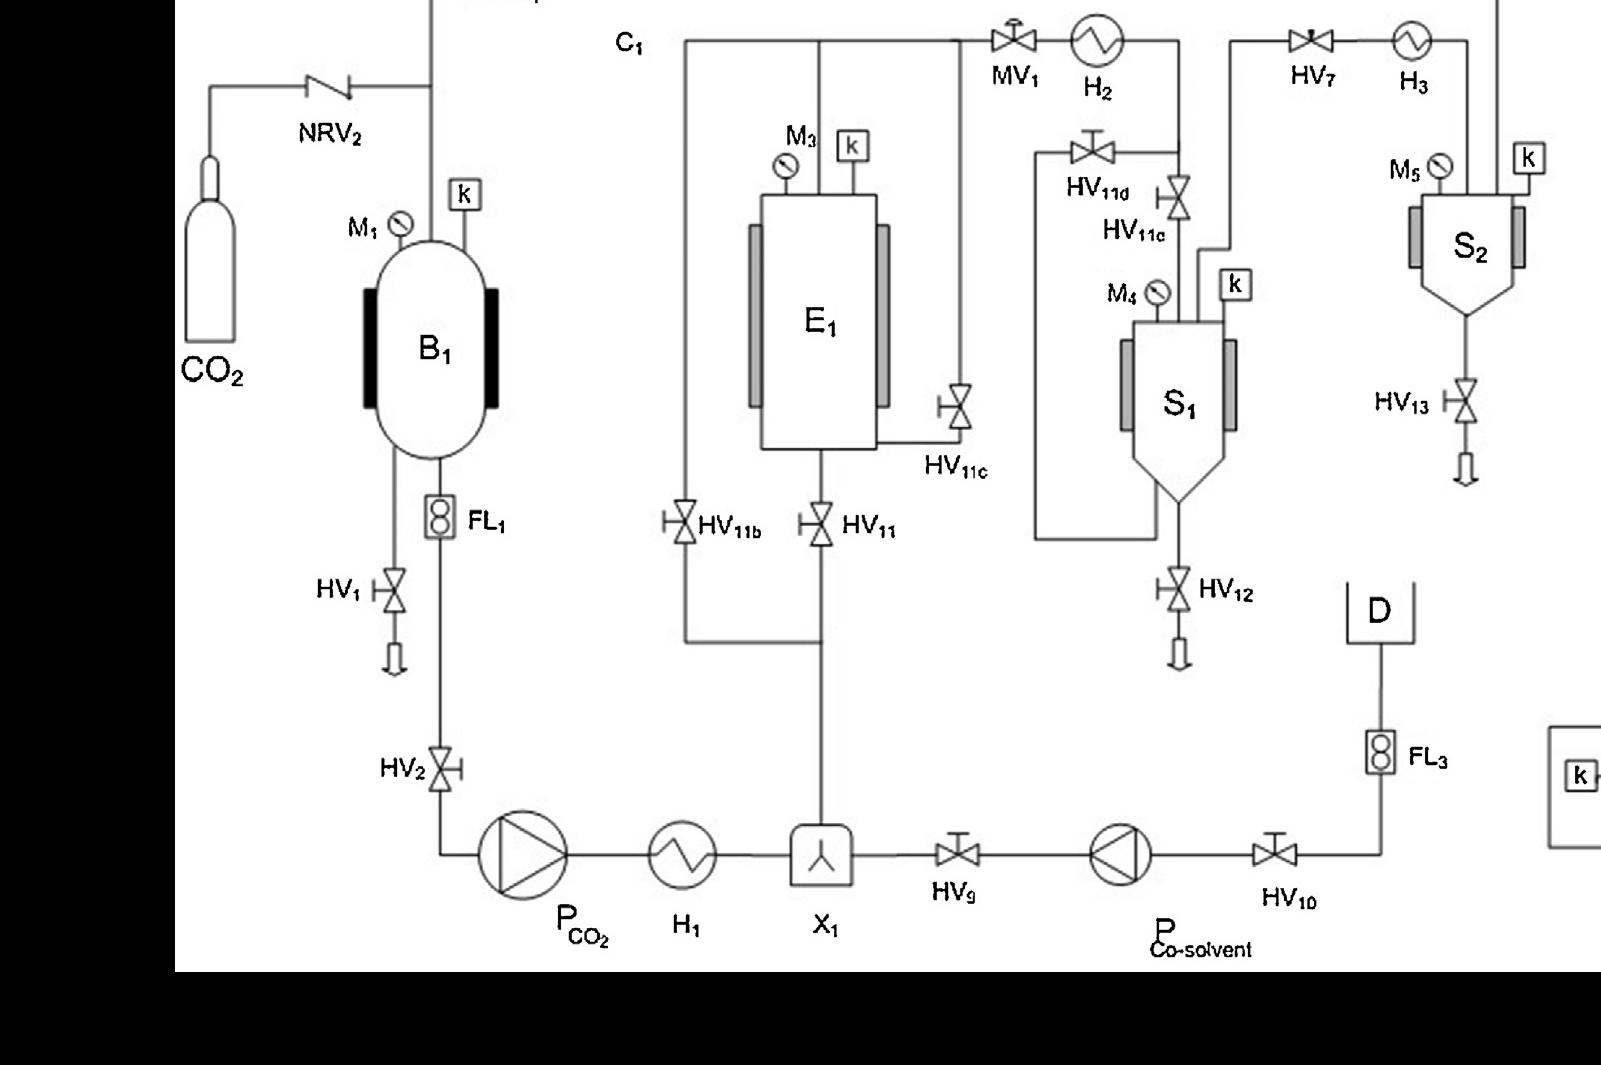 C1
MV1
H2
HV7
H3
NRV2
M3
k
HV11d
M5
k
k
M1
HV11e
S2
CO2
B1
E1
M4
k
S1
HV13
HV11c
FL1
HV11b
HV11
HV1
HV12
D
HV2
FL3
k
PCO2
H1
X1
HV9
PCo-solvent
HV10